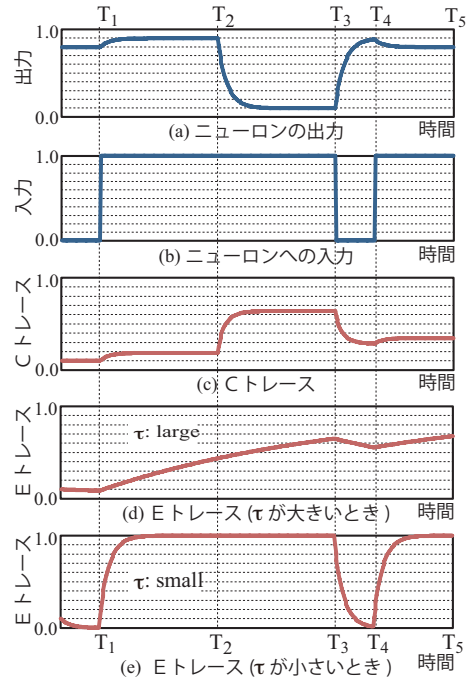 T1 T2 T3 T4 T5
1.0
出力
0.0
(a) ニューロンの出力 時間
1.0
入力
0.0
(b) ニューロンへの入力 時間
1.0
Cトレース
0.0
(c) Cトレース 時間
1.0
Eトレース
τ: large
0.0
(d) Eトレース (τ が大きいとき) 時間
1.0
Eトレース
τ: small
0.0
T1 T2 T3 T4 T5
時間
(e) Eトレース (τ が小さいとき)